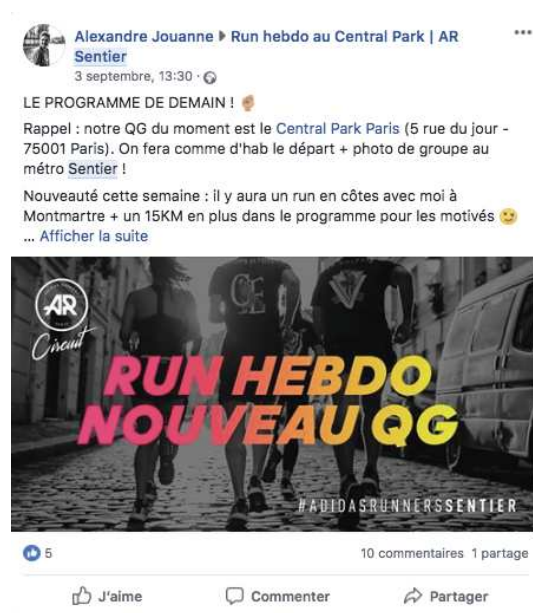 Alexandre Jouanne ▸ Run hebdo au Central Park | AR
Sentier
3 septembre, 13:30 ·
LE PROGRAMME DE DEMAIN !
Rappel : notre QG du moment est le Central Park Paris (5 rue du jour -
75001 Paris). On fera comme d'hab le départ + photo de groupe au
métro Sentier !
Nouveauté cette semaine : il y aura un run en côtes avec moi à
Montmartre + un 15KM en plus dans le programme pour les motivés 😉
... Afficher la suite
AR
Circuit
RUN HEBDO
NOUVEAU QG
#ADIDASRUNNERSSENTIER
5
10 commentaires 1 partage
J'aime
Commenter
Partager